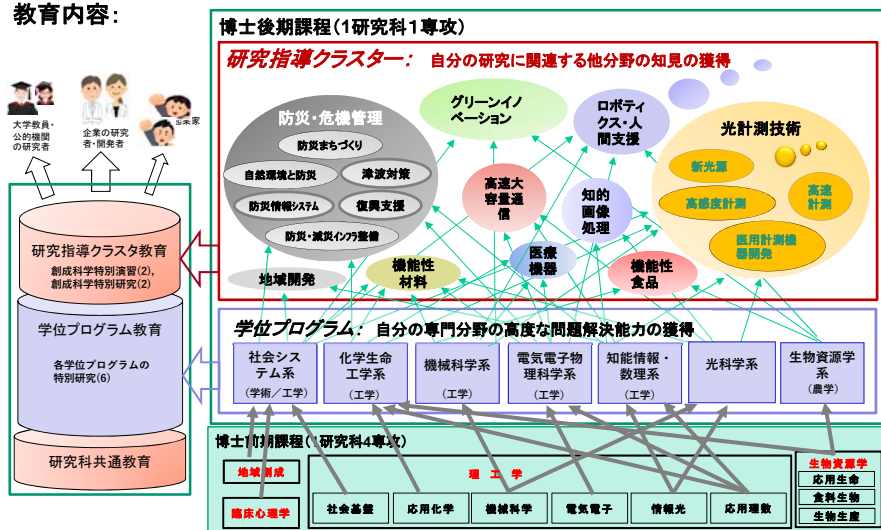 教育内容:
博士後期課程(1研究科1専攻)
研究指導クラスター: 自分の研究に関連する他分野の知見の獲得
大学教員・
公的機関
の研究者
企業の研究
者・開発者
家
防災・危機管理
防災まちづくり
自然環境と防災
津波対策
防災情報システム
復興支援
防災・減災インフラ整備
グリーンイノ
ベーション
ロボティ
クス・人
間支援
光計測技術
新光源
高速
計測
高感度計測
医用計測機
器開発
高速大
容量通
信
知的
画像
処理
地域開発
機能性
材料
医療
機器
機能性
食品
研究指導クラスタ教育
創成科学特別演習(2),
創成科学特別研究(2)
学位プログラム教育
各学位プログラムの
特別研究(6)
研究科共通教育
学位プログラム: 自分の専門分野の高度な問題解決能力の獲得
社会シス
テム系
(学術/工学)
化学生命
工学系
(工学)
機械科学系
(工学)
電気電子物
理科学系
(工学)
知能情報・
数理系
(工学)
光科学系
生物資源学
系
(農学)
博士前期課程(1研究科4専攻)
地域創成
臨床心理学
理 工 学
社会基盤
応用化学
機械科学
電気電子
情報光
応用理数
生物資源学
応用生命
食料生物
生物生産